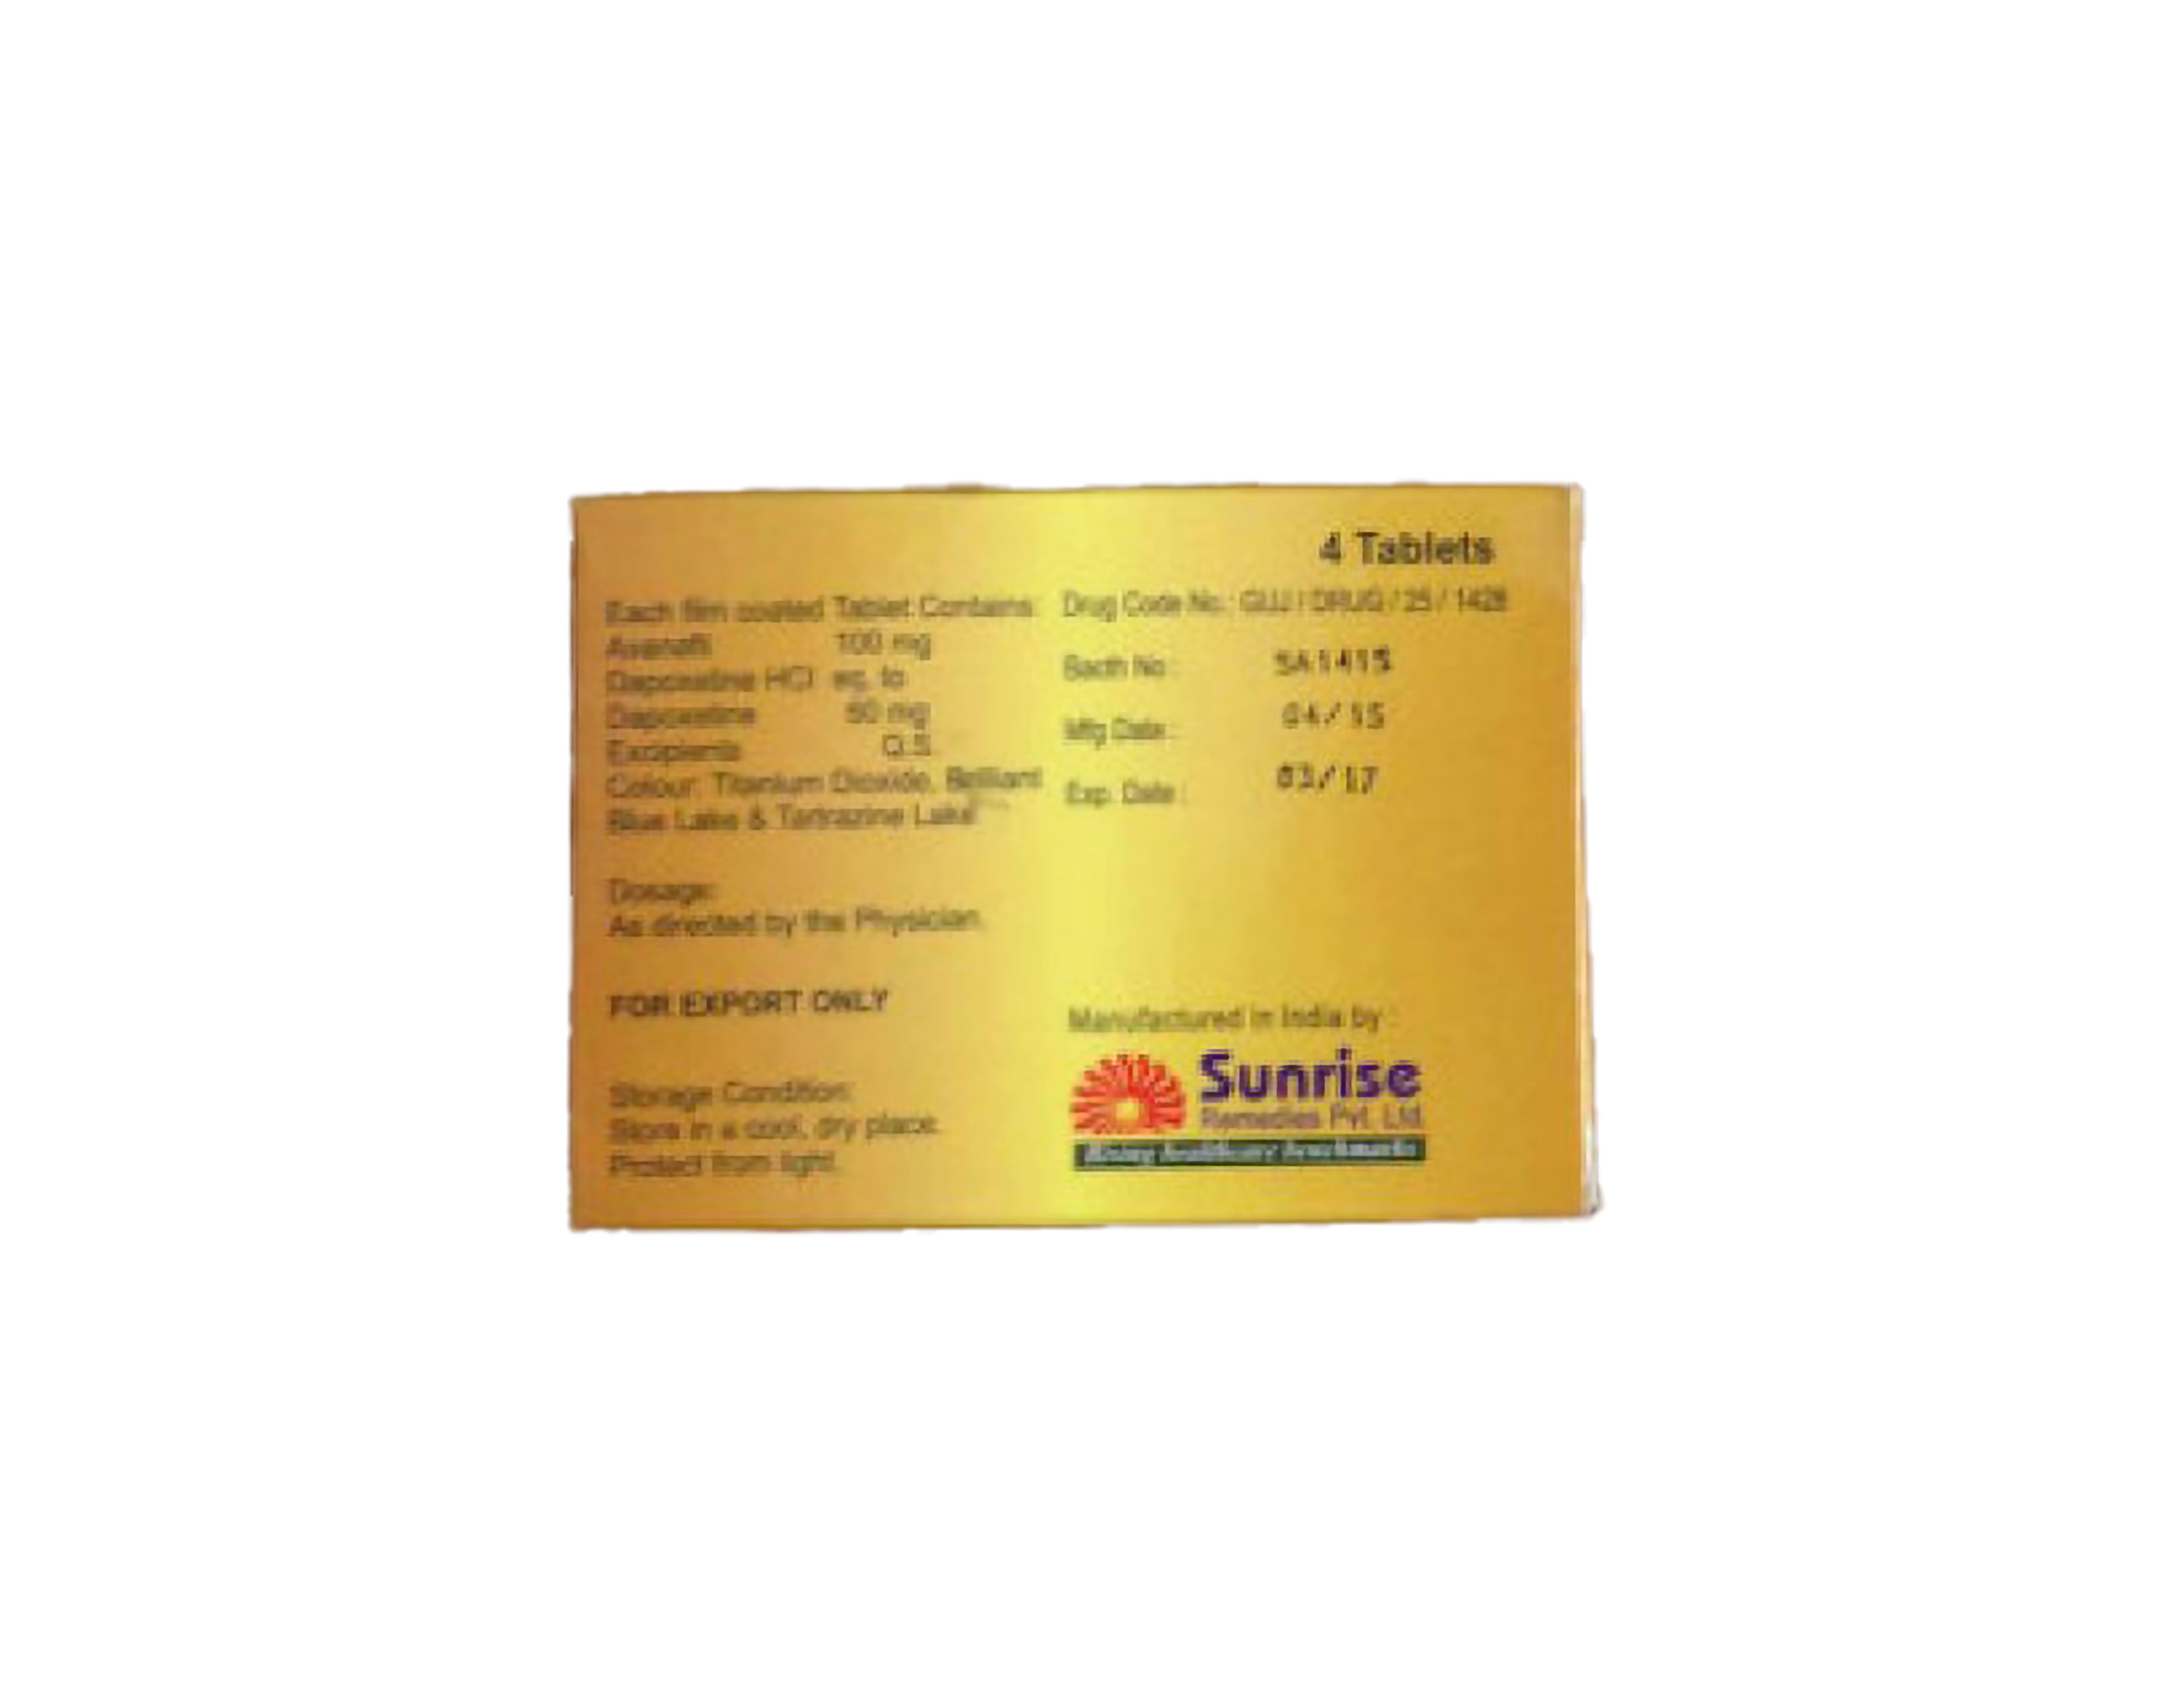 4 Tablets
Each film coated Tablet Contains:
Avanafil 100 mg
Dapoxetine HCl eq. to
Dapoxetine 60 mg
Excipients Q.S.
Colour: Titanium Dioxide, Brilliant
Blue Lake & Tartrazine Lake
Dosage:
As directed by the Physician.
FOR EXPORT ONLY
Storage Condition:
Store in a cool, dry place.
Protect from light.
Drug Code No.: GUJ / DRUG / 25 / 1428
No :
Mfg Date : 04/15
Exp. Date : 03/17
Manufactured in India by :
Sunrise
Remedies Pvt. Ltd.